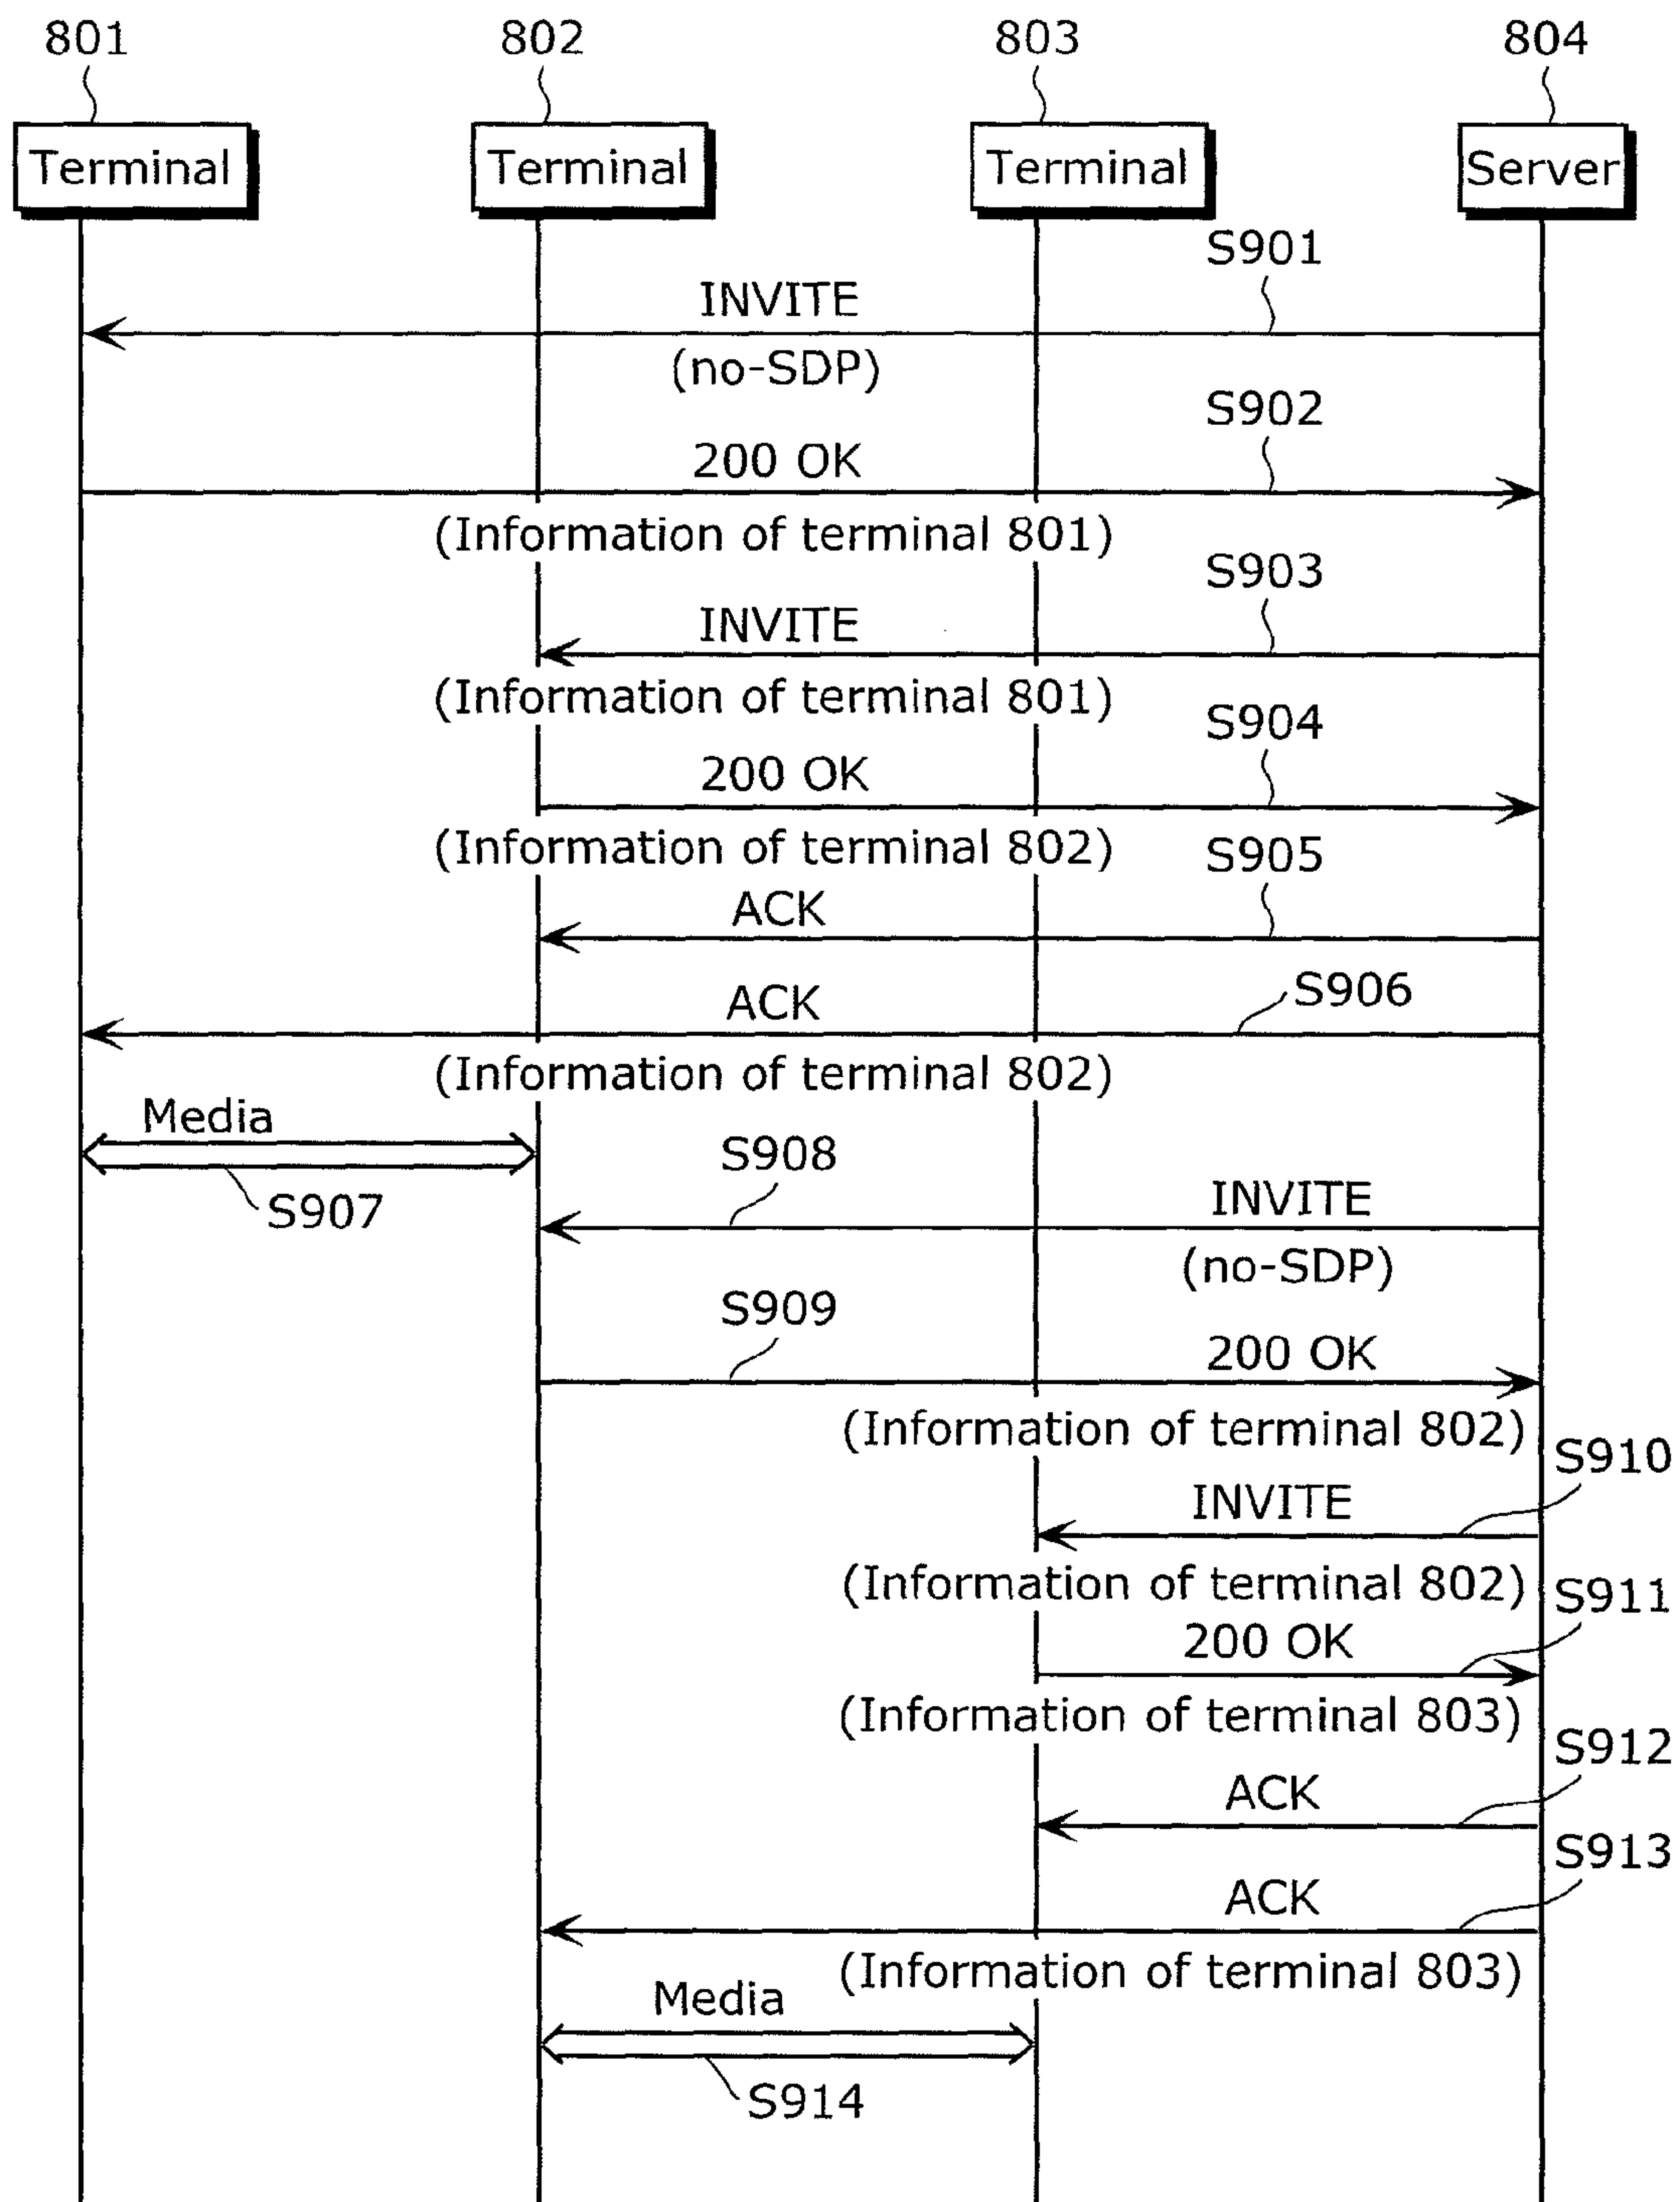 801 802 803 804
Terminal Terminal Terminal Server
S901
INVITE
(no-SDP)
S902
200 OK
(Information of terminal 801)
S903
INVITE
(Information of terminal 801)
S904
200 OK
(Information of terminal 802)
S905
ACK
S906
ACK
(Information of terminal 802)
Media
S907
S908
INVITE
(no-SDP)
S909
200 OK
(Information of terminal 802)
S910
INVITE
(Information of terminal 802)
S911
200 OK
(Information of terminal 803)
S912
ACK
S913
ACK
(Information of terminal 803)
Media
S914